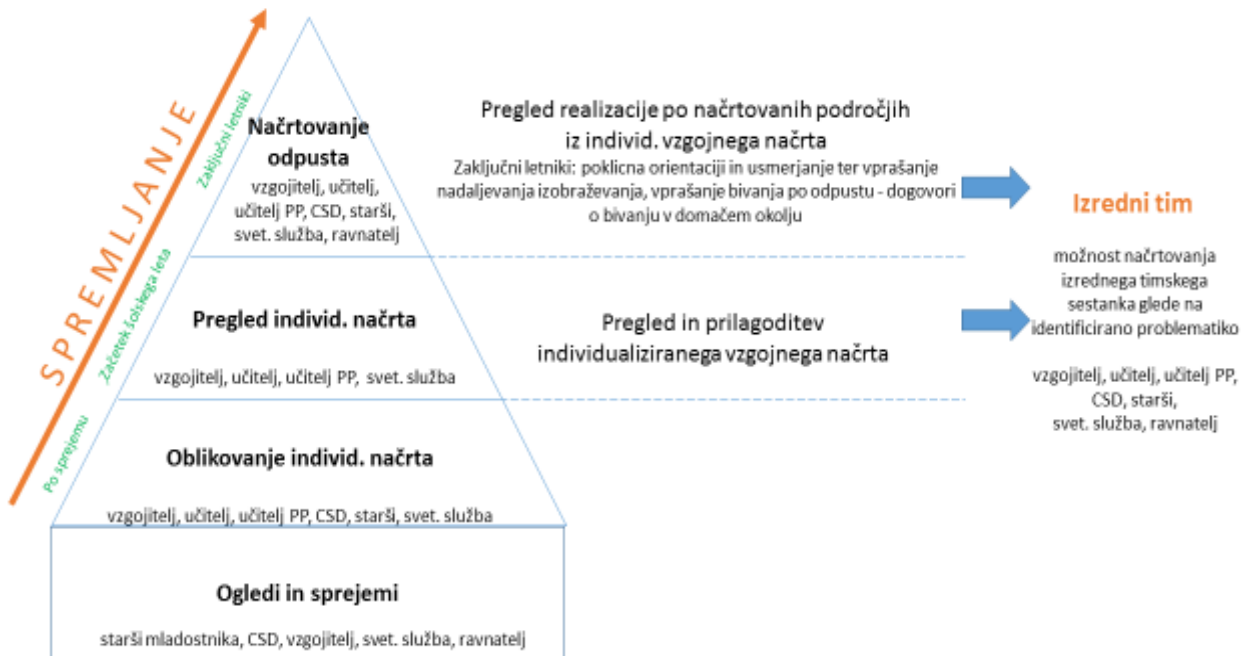 SPREMLJANJE
Zaključni letniki
Začetek šolskega leta
Po sprejemu
Načrtovanje
odpusta
vzgojitelj, učitelj,
učitelj PP, CSD, starši,
svet. služba, ravnatelj
Pregled realizacije po načrtovanih področjih
iz individ. vzgojnega načrta
Zaključni letniki: poklicna orientaciji in usmerjanje ter vprašanje
nadaljevanja izobraževanja, vprašanje bivanja po odpustu - dogovori
o bivanju v domačem okolju
Pregled individ. načrta
vzgojitelj, učitelj, učitelj PP, svet. služba
Pregled in prilagoditev
individualiziranega vzgojnega načrta
Izredni tim
možnost načrtovanja
izrednega timskega
sestanka glede na
identificirano problematiko
vzgojitelj, učitelj, učitelj PP,
CSD, starši,
svet. služba, ravnatelj
Oblikovanje individ. načrta
vzgojitelj, učitelj, učitelj PP, CSD, starši, svet. služba
Ogledi in sprejemi
starši mladostnika, CSD, vzgojitelj, svet. služba, ravnatelj